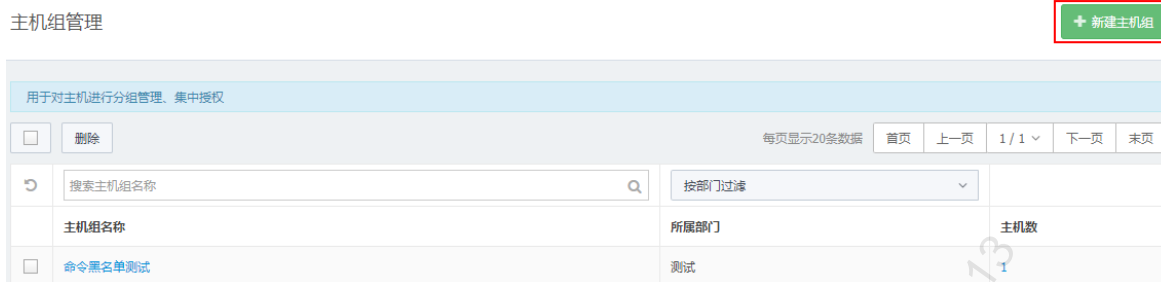 主机组管理
新建主机组
用于对主机进行分组管理、集中授权
删除 每页显示20条数据 首页 上一页 1 / 1 下一页 末页
搜索主机组名称 按部门过滤
主机组名称 所属部门 主机数
命令黑名单测试 测试 1
13